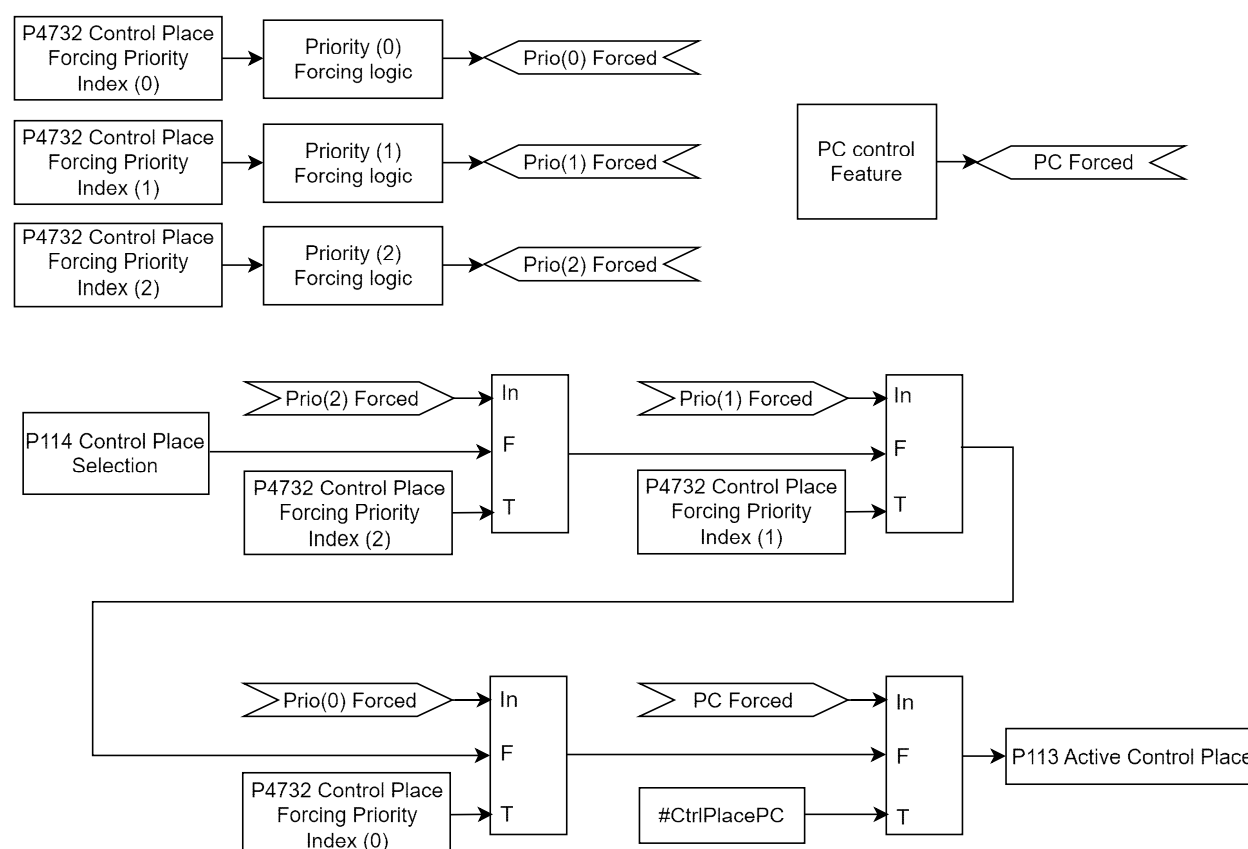 P4732 Control Place
Forcing Priority
Index (0)
Priority (0)
Forcing logic
Prio(0) Forced
P4732 Control Place
Forcing Priority
Index (1)
Priority (1)
Forcing logic
Prio(1) Forced
P4732 Control Place
Forcing Priority
Index (2)
Priority (2)
Forcing logic
Prio(2) Forced
PC control
Feature
PC Forced
P114 Control Place
Selection
Prio(2) Forced
P4732 Control Place
Forcing Priority
Index (2)
In
F
T
Prio(1) Forced
P4732 Control Place
Forcing Priority
Index (1)
In
F
T
Prio(0) Forced
P4732 Control Place
Forcing Priority
Index (0)
In
F
T
PC Forced
#CtrlPlacePC
In
F
T
P113 Active Control Place